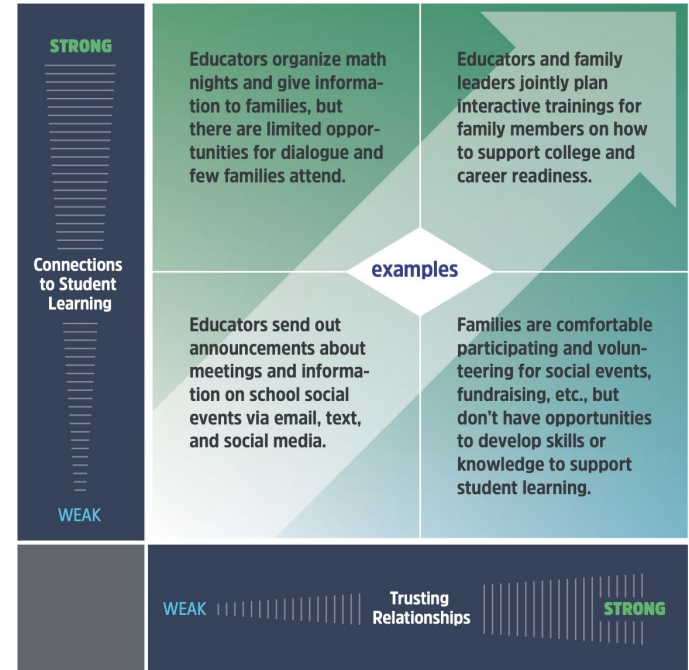 STRONG
Connections
to Student
Learning
WEAK
Educators organize math
nights and give informa-
tion to families, but
there are limited oppor-
tunities for dialogue and
few families attend.
Educators and family
leaders jointly plan
interactive trainings for
family members on how
to support college and
career readiness.
examples
Educators send out
announcements about
meetings and informa-
tion on school social
events via email, text,
and social media.
Families are comfortable
participating and volun-
teering for social events,
fundraising, etc., but
don’t have opportunities
to develop skills or
knowledge to support
student learning.
WEAK
Trusting
Relationships
STRONG